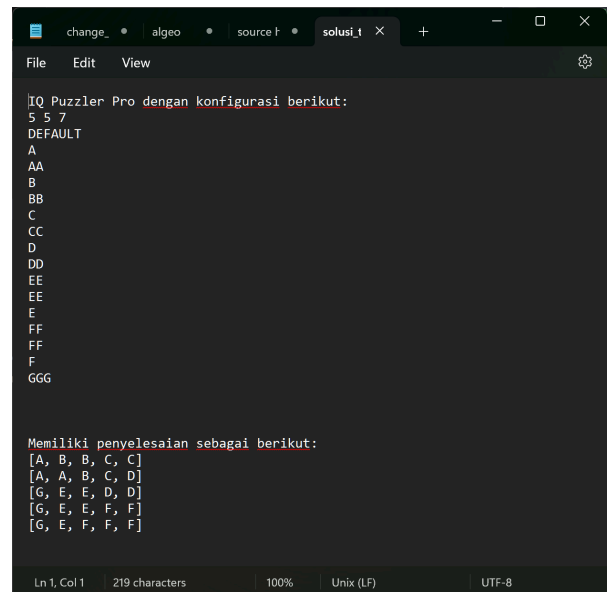 change_ algeo source h solusi_t
File Edit View
IQ Puzzler Pro dengan konfigurasi berikut:
5 5 7
DEFAULT
A
AA
B
BB
C
CC
D
DD
EE
EE
E
FF
FF
F
GGG
Memiliki penyelesaian sebagai berikut:
[A, B, B, C, C]
[A, A, B, C, D]
[G, E, E, D, D]
[G, E, E, F, F]
[G, E, F, F, F]
Ln 1, Col 1 219 characters 100% Unix (LF) UTF-8